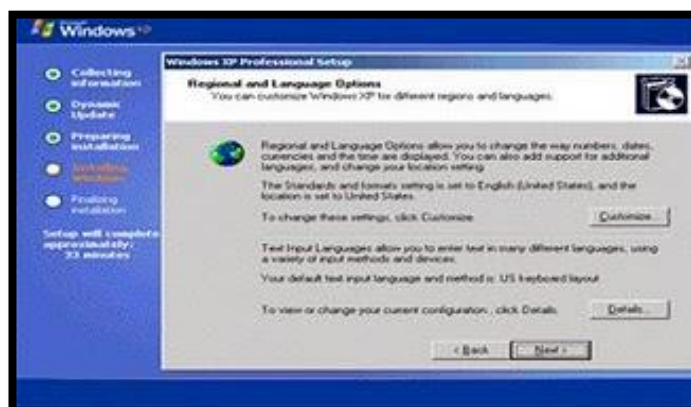 Microsoft
Windows xp
Windows XP Professional Setup
Regional and Language Options
You can customize Windows XP for different regions and languages.
Collecting
information
Dynamic
Update
Preparing
installation
Installing
Windows
Finalizing
installation
Setup will complete
approximately:
33 minutes
Regional and Language Options allow you to change the way numbers, dates,
currencies and the time are displayed. You can also add support for additional
languages, and change your location setting.
The Standards and formats setting is set to English (United States), and the
location is set to United States.
To change these settings, click Customize.
Customize...
Text Input Languages allow you to enter text in many different languages, using
a variety of input methods and devices.
Your default text input language and method is: US keyboard layout
To view or change your current configuration, click Details.
Details...
< Back
Next >